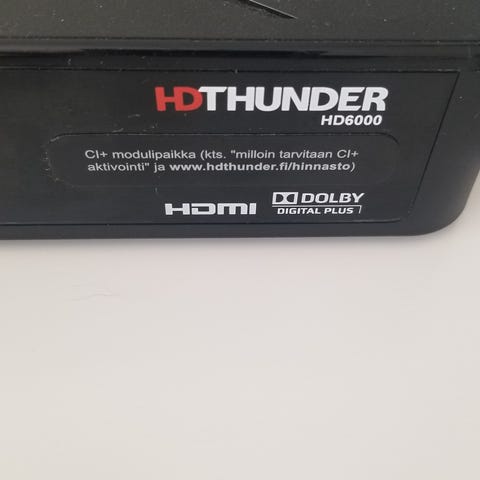 HDTHUNDER
HD6000
CI+ modulipaikka (kts. "milloin tarvitaan CI+
aktivointi" ja www.hdthunder.fi/hinnasto)
HDMI DOLBY
DIGITAL PLUS